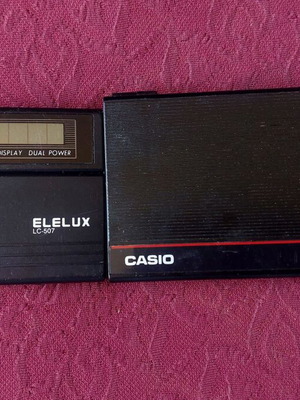 DISPLAY DUAL POWER
ELELUX
LC-507
CASIO